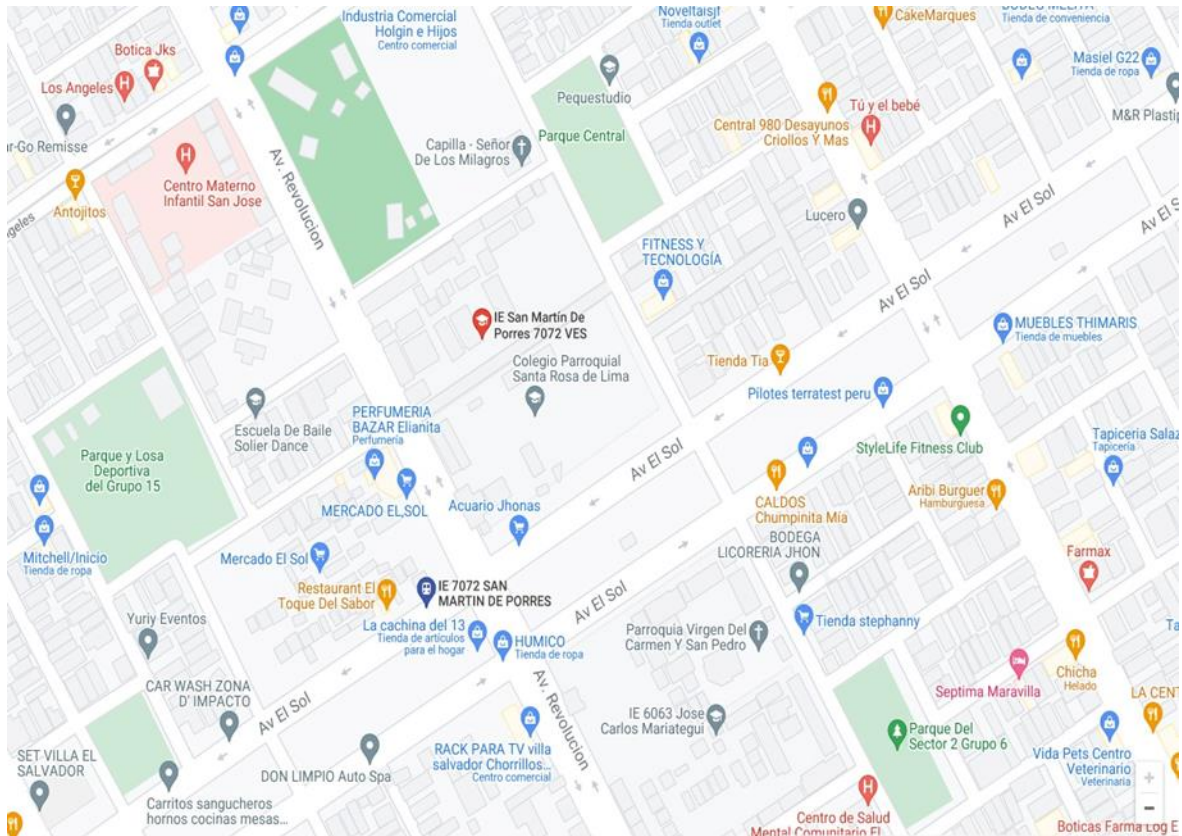 Industria Comercial
Holgin e Hijos
Centro comercial
Noveltaisjf
Tienda outlet
CakeMarques
Tienda de conveniencia
Botica Jks
Los Angeles
Masiel G22
Tienda de ropa
Pequestudio
Remisse
Parque Central
Central 980 Desayunos
Criollos Y Mas
Tú y el bebé
M&R
Capilla - Señor
De Los Milagros
Centro Materno
Infantil San Jose
Antojitos
Av. Revolucion
Av El Sol
Av El
Lucero
FITNESS Y
TECNOLOGÍA
Av El Sol
IE San Martín De
Porres 7072 VES
MUEBLES THIMARIS
Tienda de muebles
Colegio Parroquial
Santa Rosa de Lima
Tienda Tia
Pilotes terratest peru
Escuela De Baile
Solier Dance
PERFUMERIA
BAZAR Elianita
Perfumería
Parque y Losa
Deportiva
del Grupo 15
Av El Sol
StyleLife Fitness Club
Tapiceria
Tapicería
MERCADO EL,SOL
Acuario Jhonas
CALDOS
Chumpinita Mía
Aribi Burguer
Hamburguesa
Mitchell/Inicio
Tienda de ropa
Mercado El Sol
BODEGA
LICORERIA JHON
Farmax
Restaurant El
Toque Del Sabor
IE 7072 SAN
MARTIN DE PORRES
Av El Sol
Yuriy Eventos
La cachina del 13
Tienda de artículos
para el hogar
HUMICO
Tienda de ropa
Parroquia Virgen Del
Carmen Y San Pedro
Tienda stephanny
Septima Maravilla
Chicha
Helado
CAR WASH ZONA
D' IMPACTO
Av El Sol
Av. Revolucion
IE 6063 Jose
Carlos Mariategui
LA
Parque Del
Sector 2 Grupo 6
SET VILLA EL
SALVADOR
DON LIMPIO Auto Spa
RACK PARA TV villa
salvador Chorrillos...
Centro comercial
Vida Pets Centro
Veterinario
Veterinaria
Carritos sangucheros
hornos cocinas mesas...
Centro de Salud
Mental Comunitario El
Boticas Farma Log